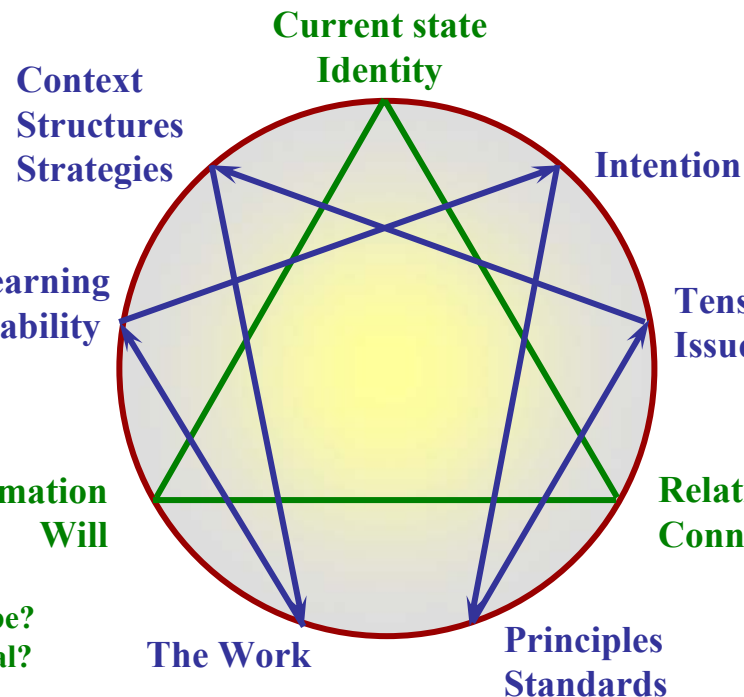 Current state
Identity
Context
Structures
Strategies
Intention
earning
ability
Tens
Issue
mation
Will
Relat
Conn
be?
al?
The Work
Principles
Standards